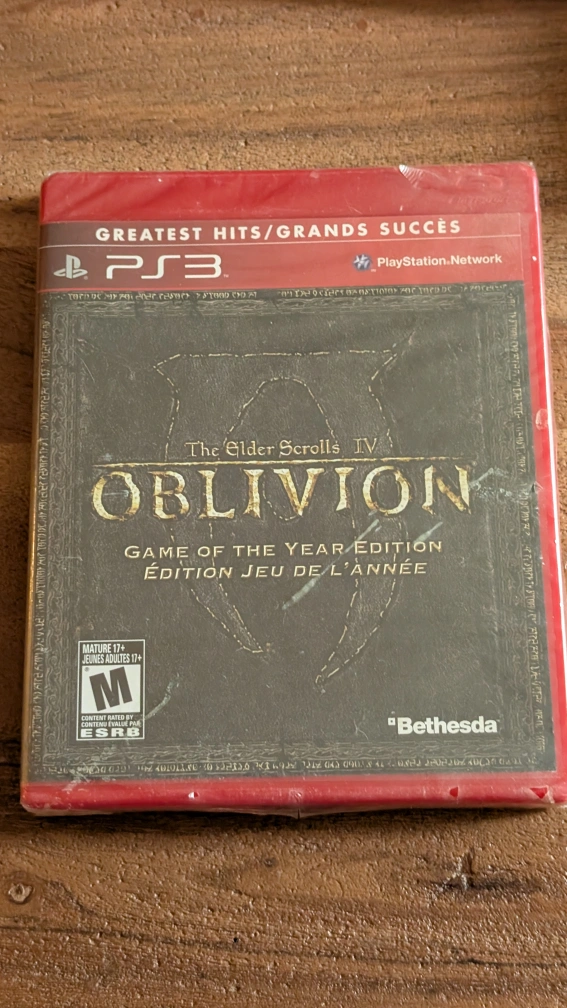 GREATEST HITS/GRANDS SUCCÈS
PS3
PlayStation®Network
The Elder Scrolls IV
OBLIVION
GAME OF THE YEAR EDITION
ÉDITION JEU DE L'ANNÉE
MATURE 17+
JEUNES ADULTES 17+
M
CONTENT RATED BY
CONTENU ÉVALUÉ PAR
ESRB
Bethesda